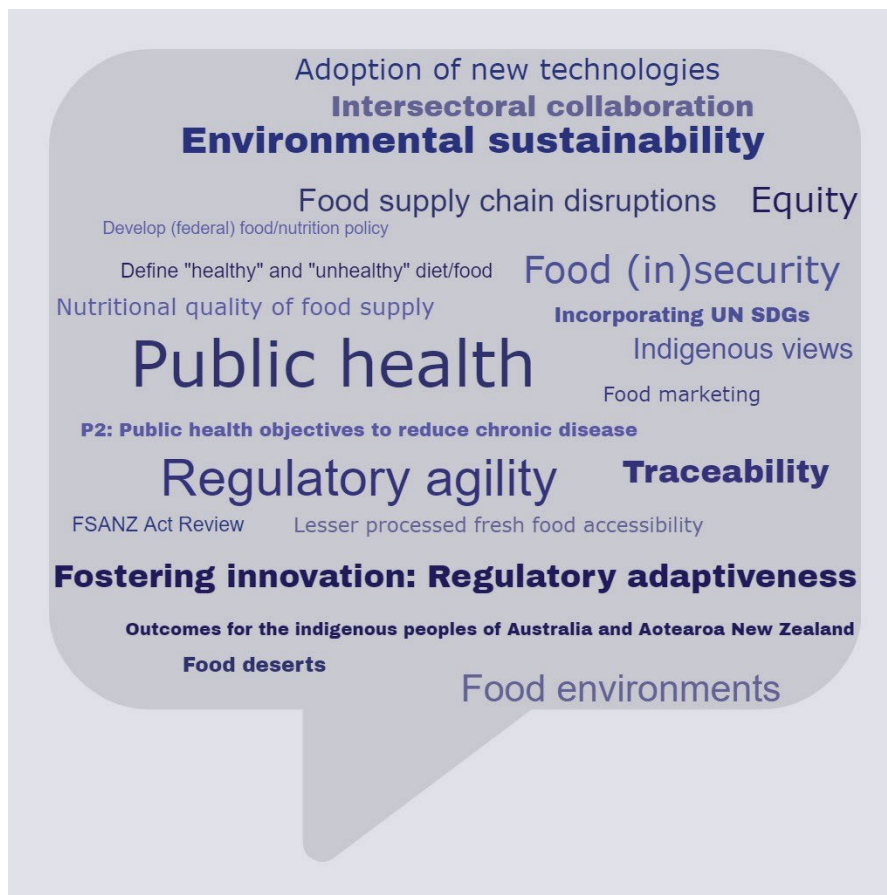 Adoption of new technologies
Intersectoral collaboration
Environmental sustainability
Food supply chain disruptions
Equity
Develop (federal) food/nutrition policy
Define "healthy" and "unhealthy" diet/food
Food (in)security
Nutritional quality of food supply
Incorporating UN SDGs
Public health
Indigenous views
Food marketing
P2: Public health objectives to reduce chronic disease
Regulatory agility
Traceability
FSANZ Act Review
Lesser processed fresh food accessibility
Fostering innovation: Regulatory adaptiveness
Outcomes for the indigenous peoples of Australia and Aotearoa New Zealand
Food deserts
Food environments